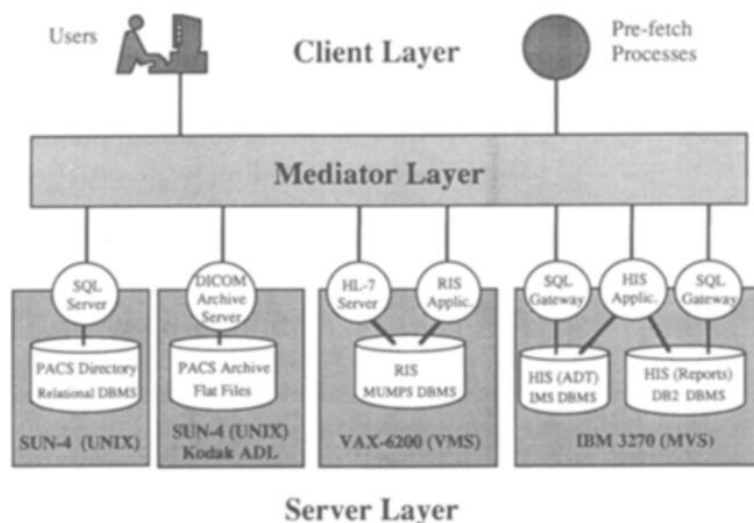 Users
Client Layer
Pre-fetch
Processes
Mediator Layer
SQL
Server
DICOM
Archive
Server
HL-7
Server
RIS
Applic.
SQL
Gateway
HIS
Applic.
SQL
Gateway
PACS Directory
Relational DBMS
PACS Archive
Flat Files
RIS
MUMPS DBMS
HIS (ADT)
IMS DBMS
HIS (Reports)
DB2 DBMS
SUN-4 (UNIX)
SUN-4 (UNIX)
Kodak ADL
VAX-6200 (VMS)
IBM 3270 (MVS)
Server Layer